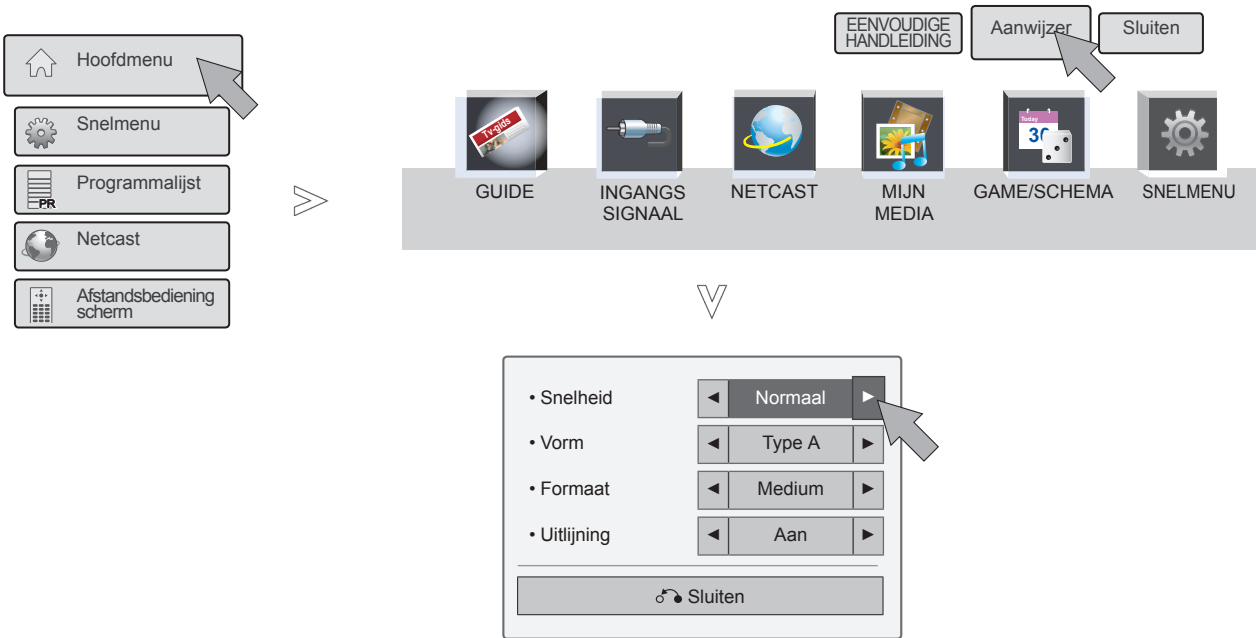 Hoofdmenu
Snelmenu
PR
Programmalijst
Netcast
Afstandsbediening
scherm
EENVOUDIGE
HANDLEIDING
Aanwijzer
Sluiten
Tv-gids
Today
30
GUIDE
INGANGS
SIGNAAL
NETCAST
MIJN
MEDIA
GAME/SCHEMA
SNELMENU
• Snelheid ◄ Normaal ►
• Vorm ◄ Type A ►
• Formaat ◄ Medium ►
• Uitlijning ◄ Aan ►
Sluiten